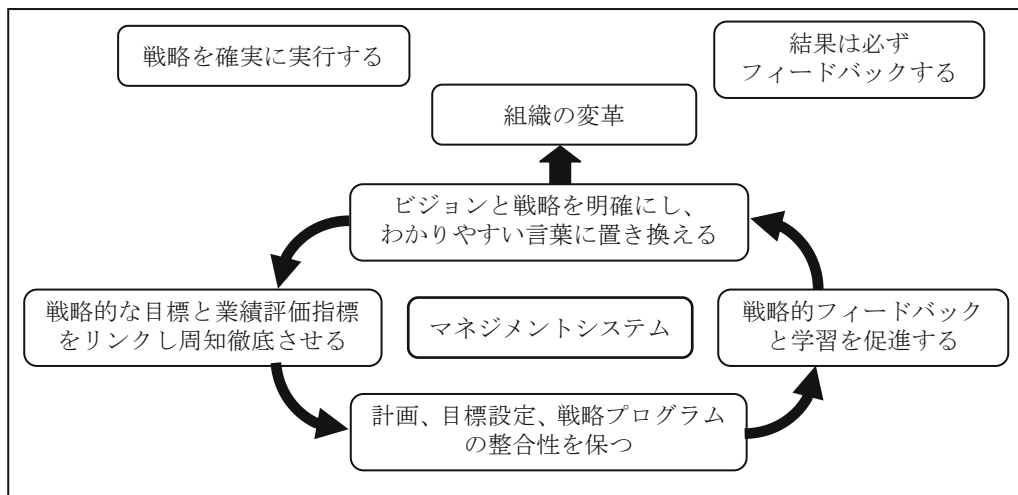 戦略を確実に実行する
結果は必ず
フィードバックする
組織の変革
ビジョンと戦略を明確にし、
わかりやすい言葉に置き換える
戦略的な目標と業績評価指標
をリンクし周知徹底させる
マネジメントシステム
戦略的フィードバック
と学習を促進する
計画、目標設定、戦略プログラム
の整合性を保つ